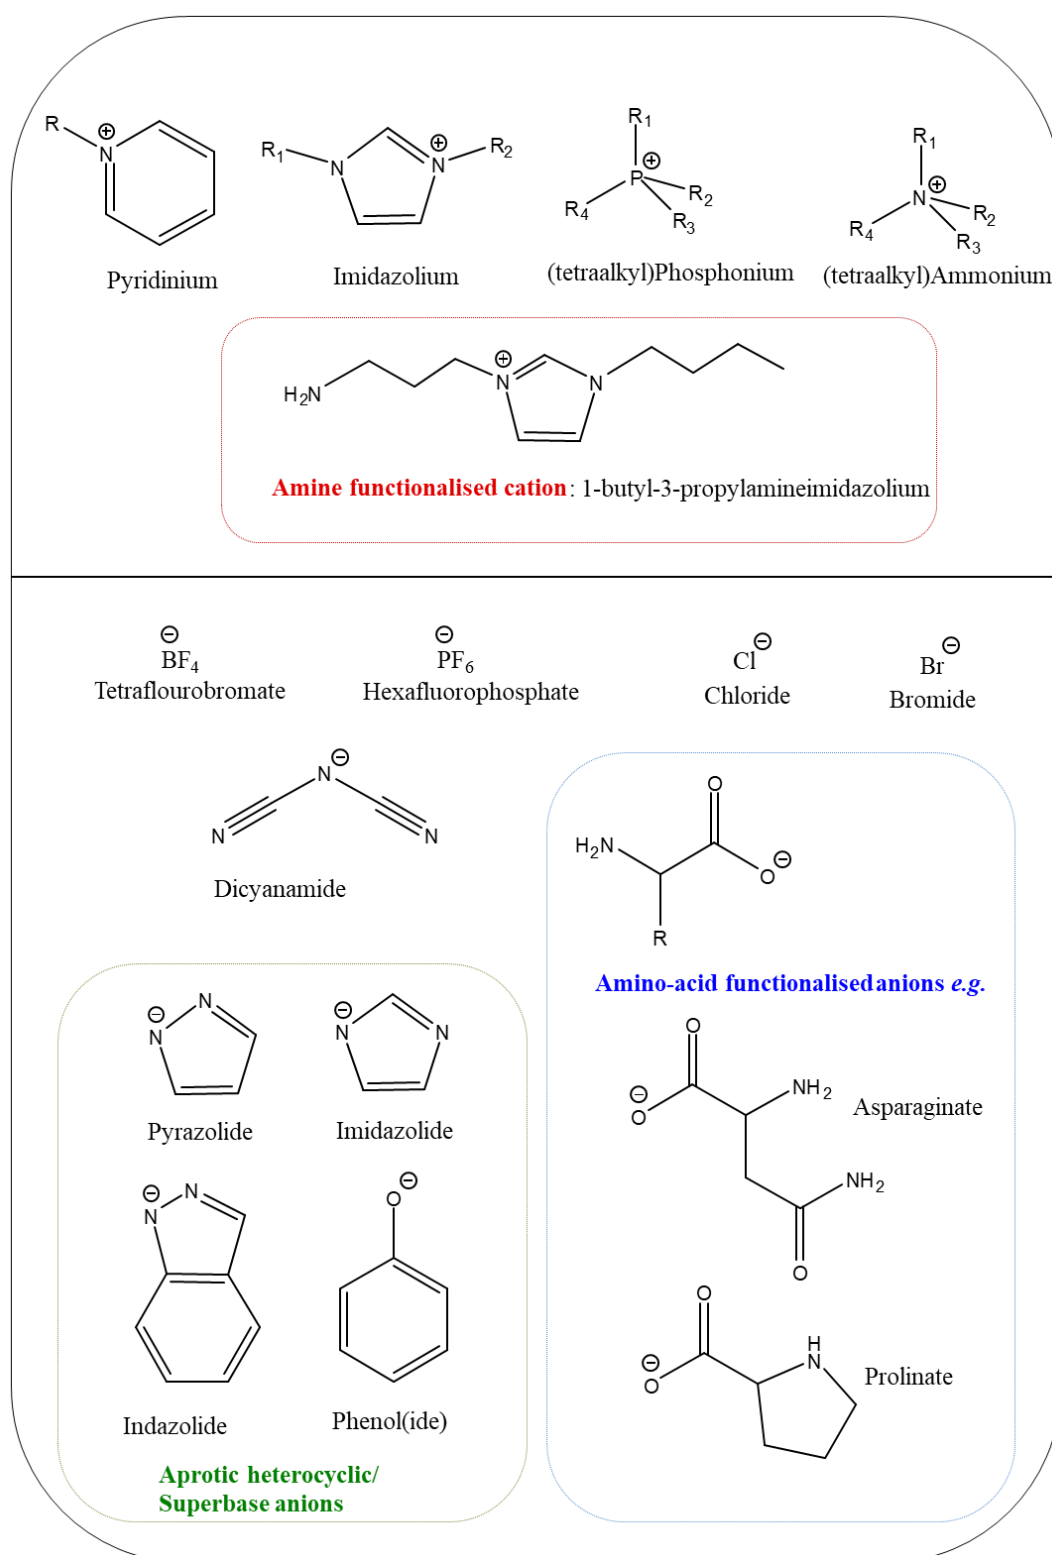 R
N
⊕
R1
N
N
⊕
R2
R1
P
⊕
R4
R2
R3
R1
N
⊕
R4
R2
R3
Pyridinium
Imidazolium
(tetraalkyl)Phosphonium
(tetraalkyl)Ammonium
H2N
⊕
N
N
Amine functionalised cation: 1-butyl-3-propylamineimidazolium
⊖
BF4
Tetraflourobromate
⊖
PF6
Hexafluorophosphate
Cl⊖
Chloride
Br⊖
Bromide
N⊖
N
N
Dicyanamide
O
H2N
O⊖
R
Amino-acid functionalised anions e.g.
⊖
N
N
Pyrazolide
⊖
N
N
Imidazolide
O
NH2
⊖
O
Asparaginate
NH2
O
⊖
N
N
Indazolide
O⊖
Phenol(ide)
O
H
N
⊖
O
Prolinate
Aprotic heterocyclic/
Superbase anions